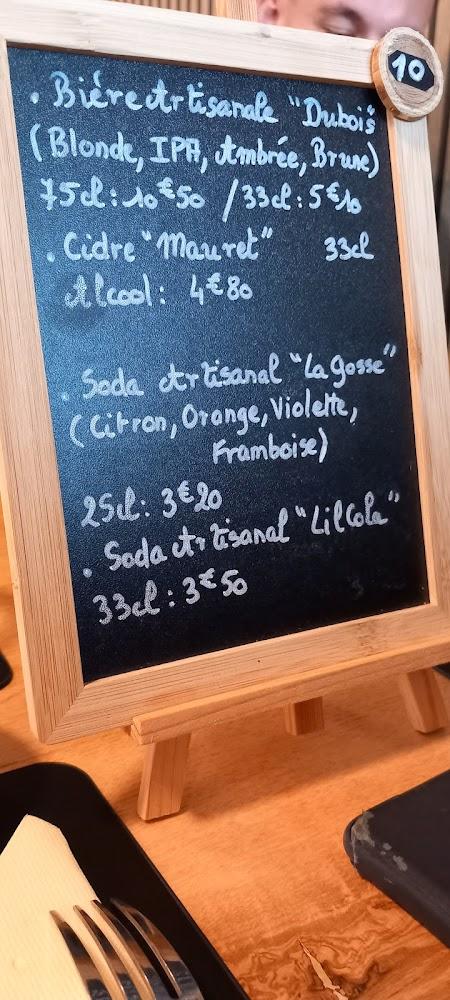 10
. Bière Artisanale "Dubois"
(Blonde, IPA, Ambrée, Brune)
75cl: 10€50 / 33cl: 5€10
. Cidre "Mauret" 33cl
Alcool: 4€80
. Soda Artisanal "La gosse"
(Citron, Orange, Violette,
Framboise)
25cl: 3€20
. Soda Artisanal "Lilcola"
33cl: 3€50